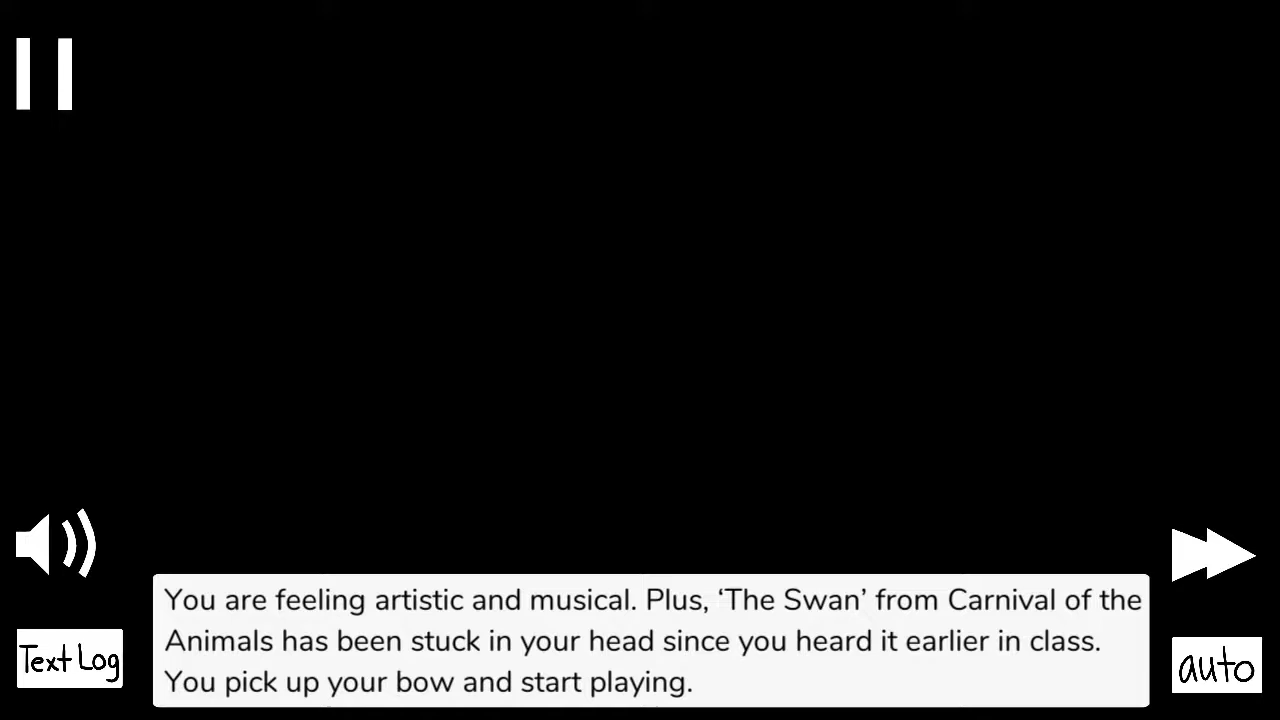 You are feeling artistic and musical. Plus, ‘The Swan’ from Carnival of the
Animals has been stuck in your head since you heard it earlier in class.
You pick up your bow and start playing.
Text Log
auto